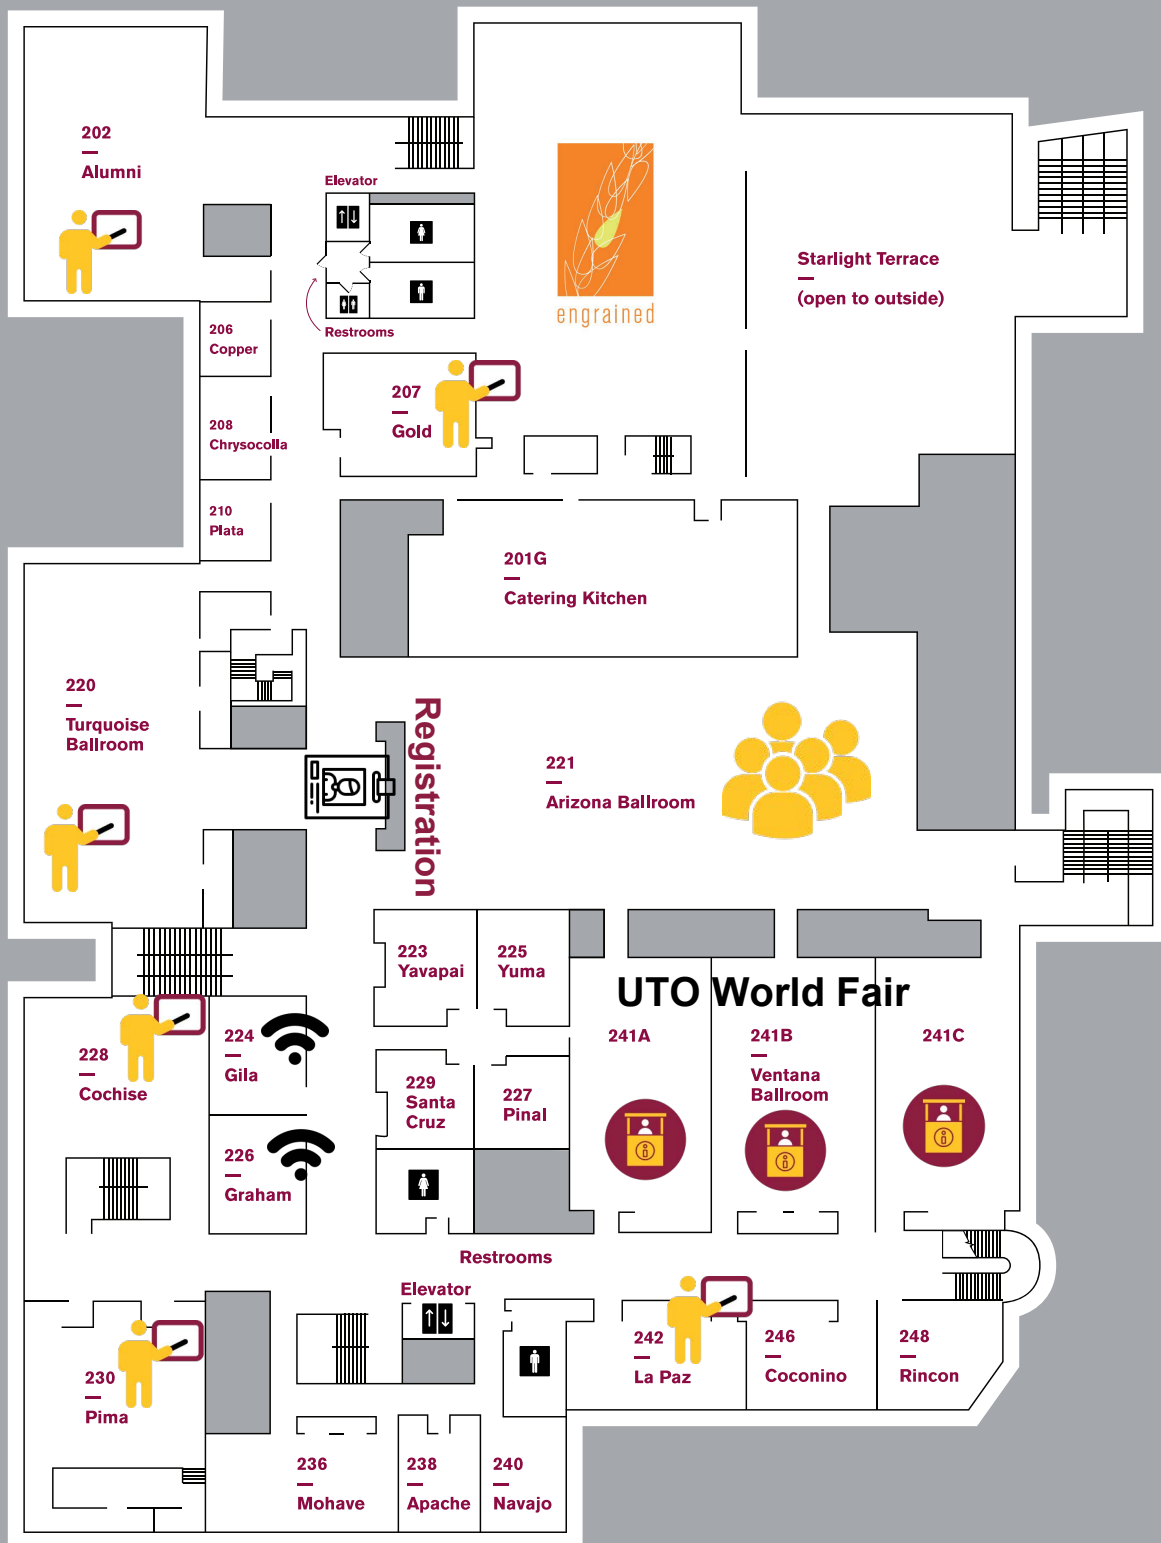 202
Alumni
Elevator
Restrooms
engrained
Starlight Terrace
(open to outside)
206
Copper
207
Gold
208
Chrysocolla
210
Plata
201G
Catering Kitchen
220
Turquoise
Ballroom
Registration
221
Arizona Ballroom
223
Yavapai
225
Yuma
UTO World Fair
224
Gila
228
Cochise
229
Santa
Cruz
227
Pinal
241A
241B
Ventana
Ballroom
241C
226
Graham
Restrooms
Elevator
230
Pima
242
La Paz
246
Coconino
248
Rincon
236
Mohave
238
Apache
240
Navajo